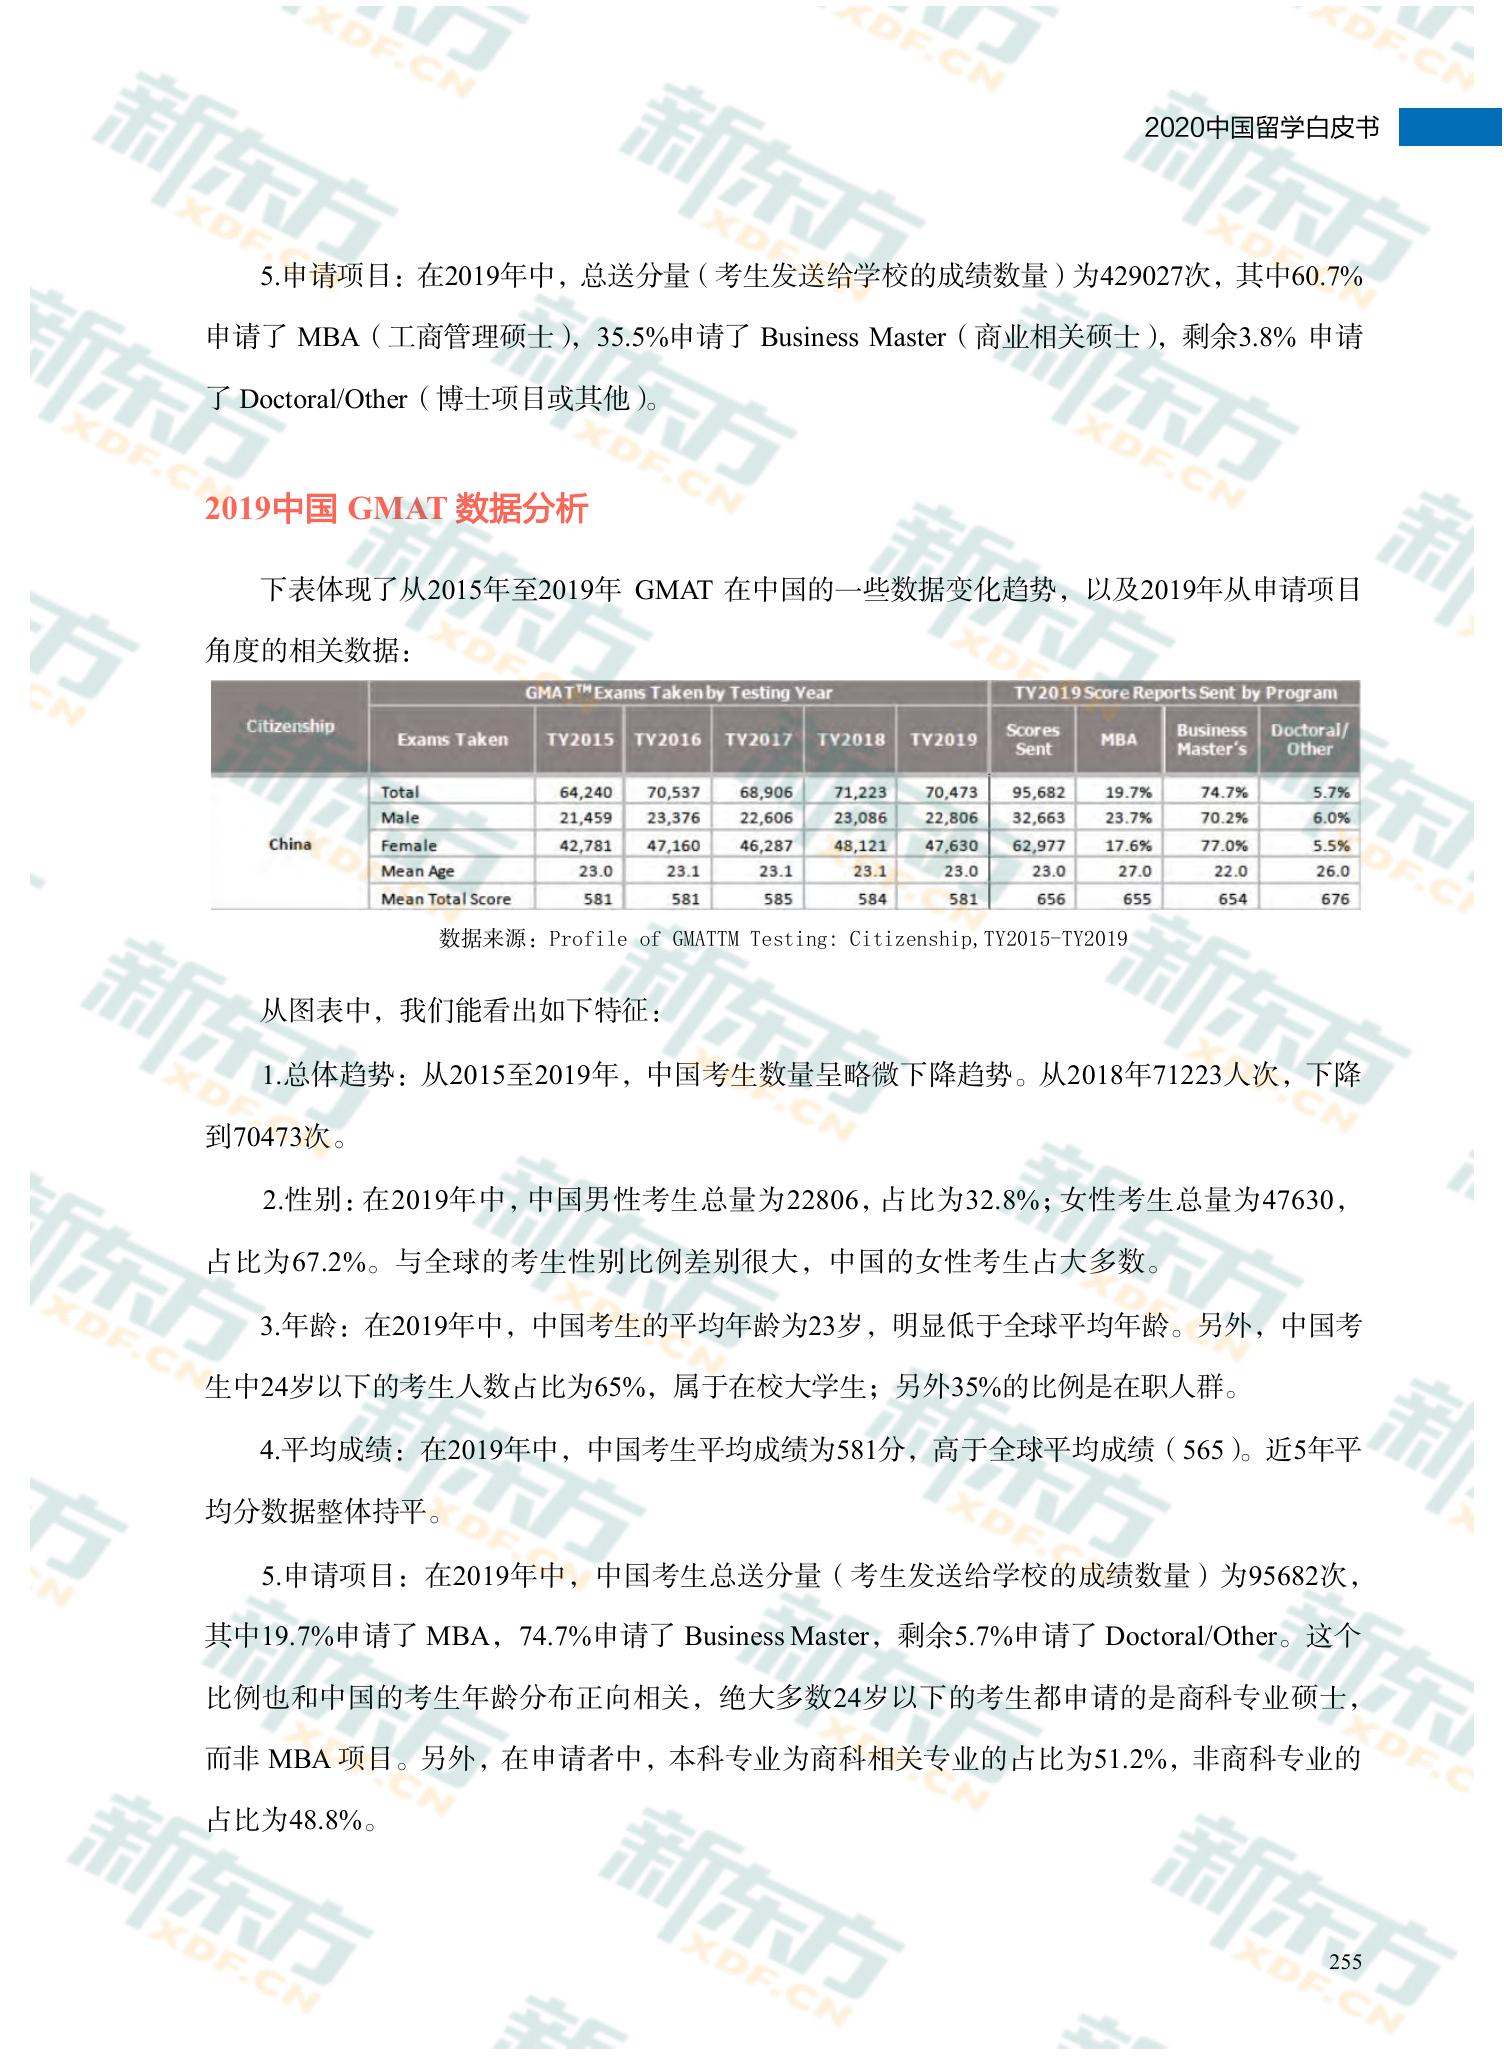 2020中国留学白皮书
5.申请项目：在2019年中，总送分量（考生发送给学校的成绩数量）为429027次，其中60.7%
申请了 MBA（工商管理硕士），35.5%申请了 Business Master（商业相关硕士），剩余3.8% 申请
了 Doctoral/Other（博士项目或其他）。
2019中国 GMAT 数据分析
下表体现了从2015年至2019年 GMAT 在中国的一些数据变化趋势，以及2019年从申请项目
角度的相关数据：
Citizenship GMAT™ Exams Taken by Testing Year TY2019 Score Reports Sent by Program
Exams Taken TY2015 TY2016 TY2017 TY2018 TY2019 Scores Sent MBA Business Master's Doctoral/ Other
China
Total 64,240 70,537 68,906 71,223 70,473 95,682 19.7% 74.7% 5.7%
Male 21,459 23,376 22,606 23,086 22,806 32,663 23.7% 70.2% 6.0%
Female 42,781 47,160 46,287 48,121 47,630 62,977 17.6% 77.0% 5.5%
Mean Age 23.0 23.1 23.1 23.1 23.0 23.0 27.0 22.0 26.0
Mean Total Score 581 581 585 584 581 656 655 654 676
数据来源：Profile of GMATTM Testing: Citizenship,TY2015-TY2019
从图表中，我们能看出如下特征：
1.总体趋势：从2015至2019年，中国考生数量呈略微下降趋势。从2018年71223人次，下降
到70473次。
2.性别：在2019年中，中国男性考生总量为22806，占比为32.8%；女性考生总量为47630，
占比为67.2%。与全球的考生性别比例差别很大，中国的女性考生占大多数。
3.年龄：在2019年中，中国考生的平均年龄为23岁，明显低于全球平均年龄。另外，中国考
生中24岁以下的考生人数占比为65%，属于在校大学生；另外35%的比例是在职人群。
4.平均成绩：在2019年中，中国考生平均成绩为581分，高于全球平均成绩（565）。近5年平
均分数据整体持平。
5.申请项目：在2019年中，中国考生总送分量（考生发送给学校的成绩数量）为95682次，
其中19.7%申请了 MBA，74.7%申请了 Business Master，剩余5.7%申请了 Doctoral/Other。这个
比例也和中国的考生年龄分布正向相关，绝大多数24岁以下的考生都申请的是商科专业硕士，
而非 MBA 项目。另外，在申请者中，本科专业为商科相关专业的占比为51.2%，非商科专业的
占比为48.8%。
255
新东方
XDF.CN